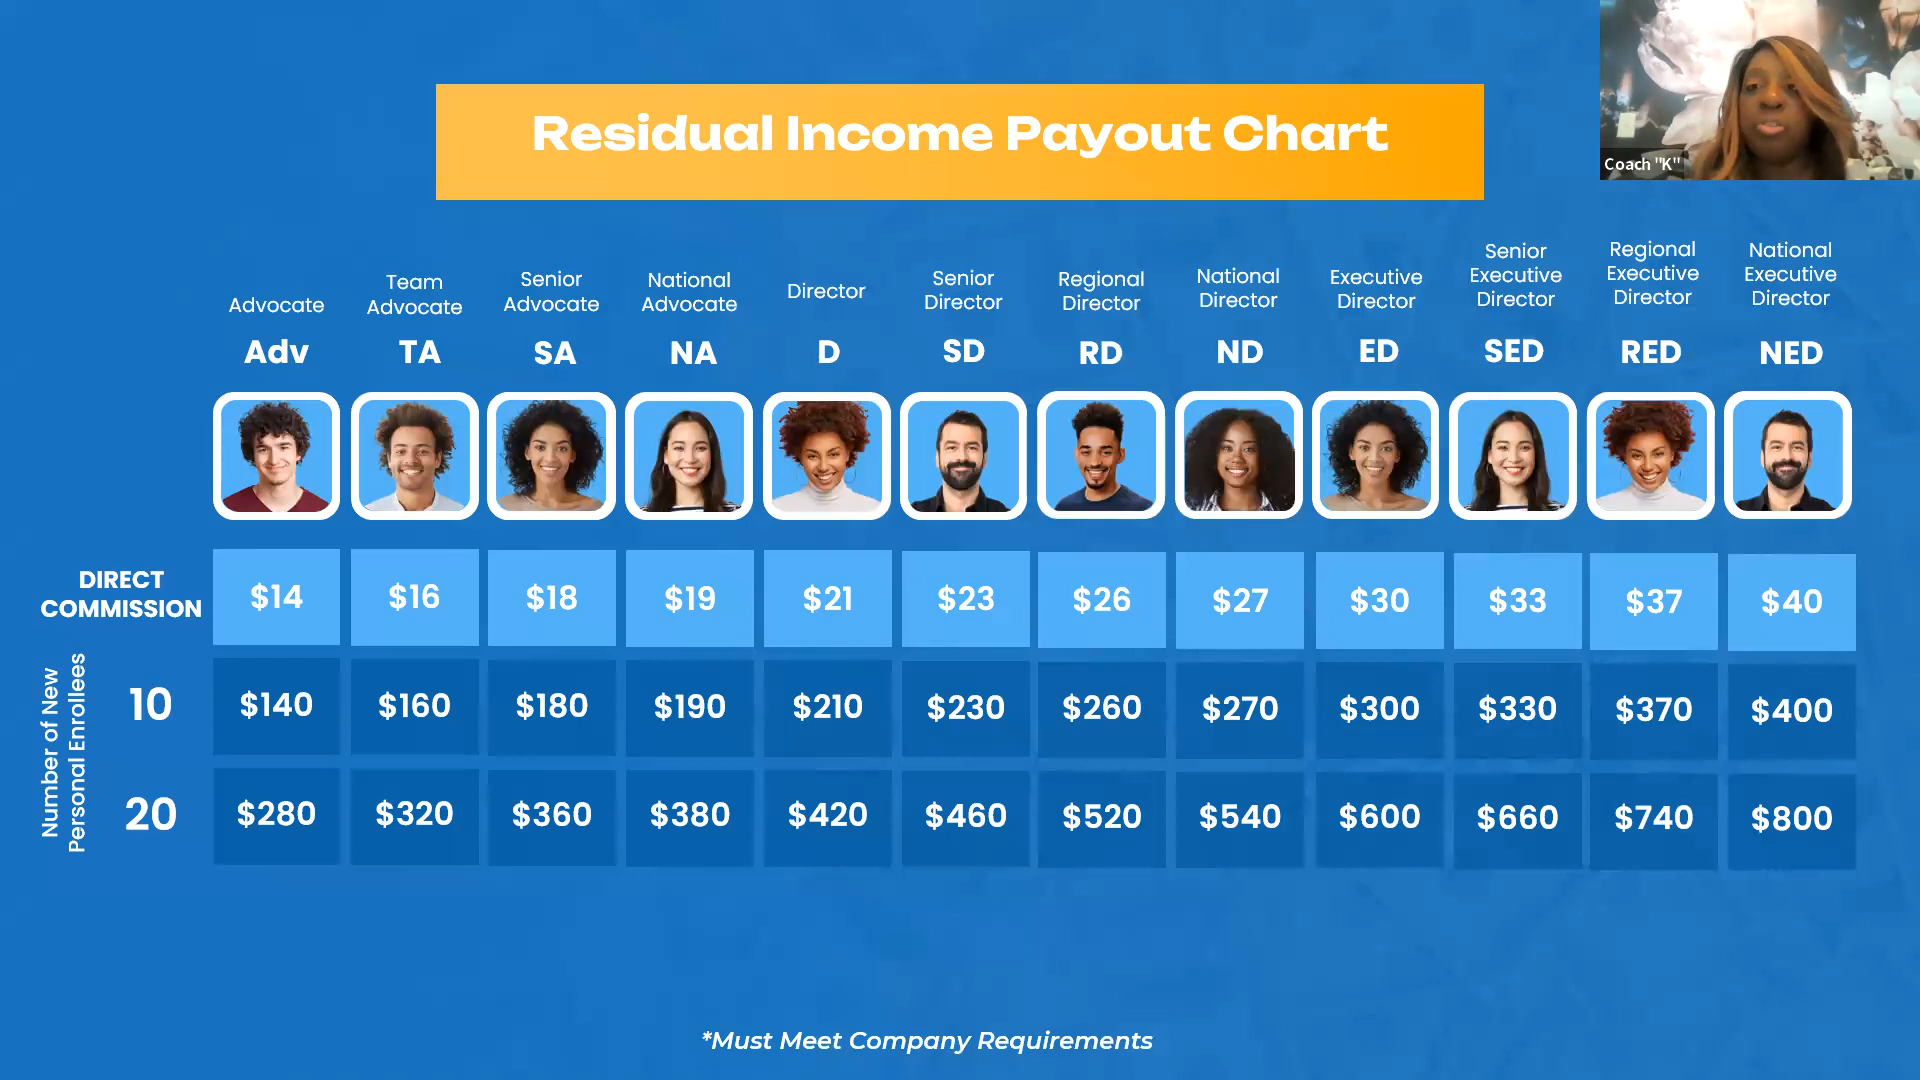 Residual Income Payout Chart
Coach "K"
Advocate
Adv
Team
Advocate
TA
Senior
Advocate
SA
National
Advocate
NA
Director
D
Senior
Director
SD
Regional
Director
RD
National
Director
ND
Executive
Director
ED
Senior
Executive
Director
SED
Regional
Executive
Director
RED
National
Executive
Director
NED
DIRECT
COMMISSION
$14 $16 $18 $19 $21 $23 $26 $27 $30 $33 $37 $40
Number of New
Personal Enrollees
10 $140 $160 $180 $190 $210 $230 $260 $270 $300 $330 $370 $400
20 $280 $320 $360 $380 $420 $460 $520 $540 $600 $660 $740 $800
*Must Meet Company Requirements